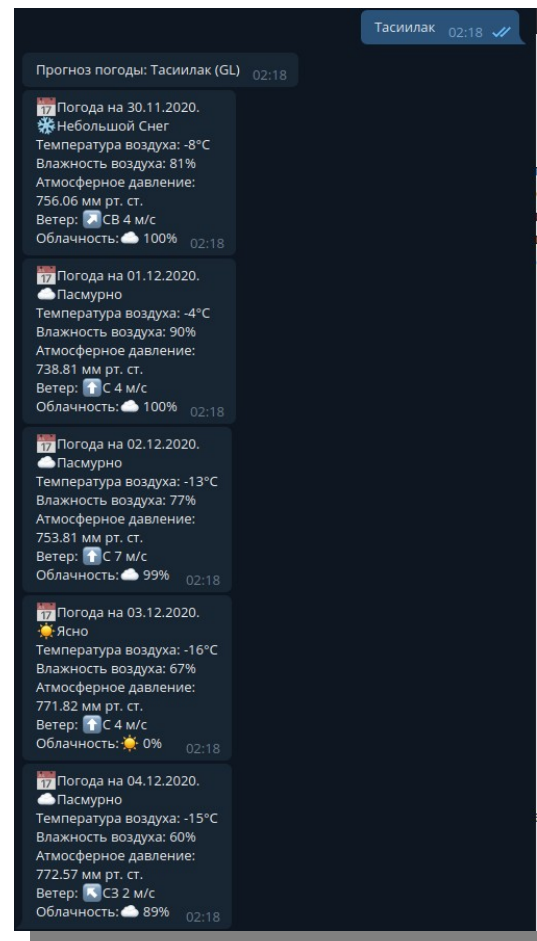 Тасиилак 02:18
Прогноз погоды: Тасиилак (GL) 02:18
17 Погода на 30.11.2020.
Небольшой Снег
Температура воздуха: -8°C
Влажность воздуха: 81%
Атмосферное давление:
756.06 мм рт. ст.
Ветер: СВ 4 м/с
Облачность: 100% 02:18
17 Погода на 01.12.2020.
Пасмурно
Температура воздуха: -4°C
Влажность воздуха: 90%
Атмосферное давление:
738.81 мм рт. ст.
Ветер: С 4 м/с
Облачность: 100% 02:18
17 Погода на 02.12.2020.
Пасмурно
Температура воздуха: -13°C
Влажность воздуха: 77%
Атмосферное давление:
753.81 мм рт. ст.
Ветер: С 7 м/с
Облачность: 99% 02:18
17 Погода на 03.12.2020.
Ясно
Температура воздуха: -16°C
Влажность воздуха: 67%
Атмосферное давление:
771.82 мм рт. ст.
Ветер: С 4 м/с
Облачность: 0% 02:18
17 Погода на 04.12.2020.
Пасмурно
Температура воздуха: -15°C
Влажность воздуха: 60%
Атмосферное давление:
772.57 мм рт. ст.
Ветер: СЗ 2 м/с
Облачность: 89% 02:18